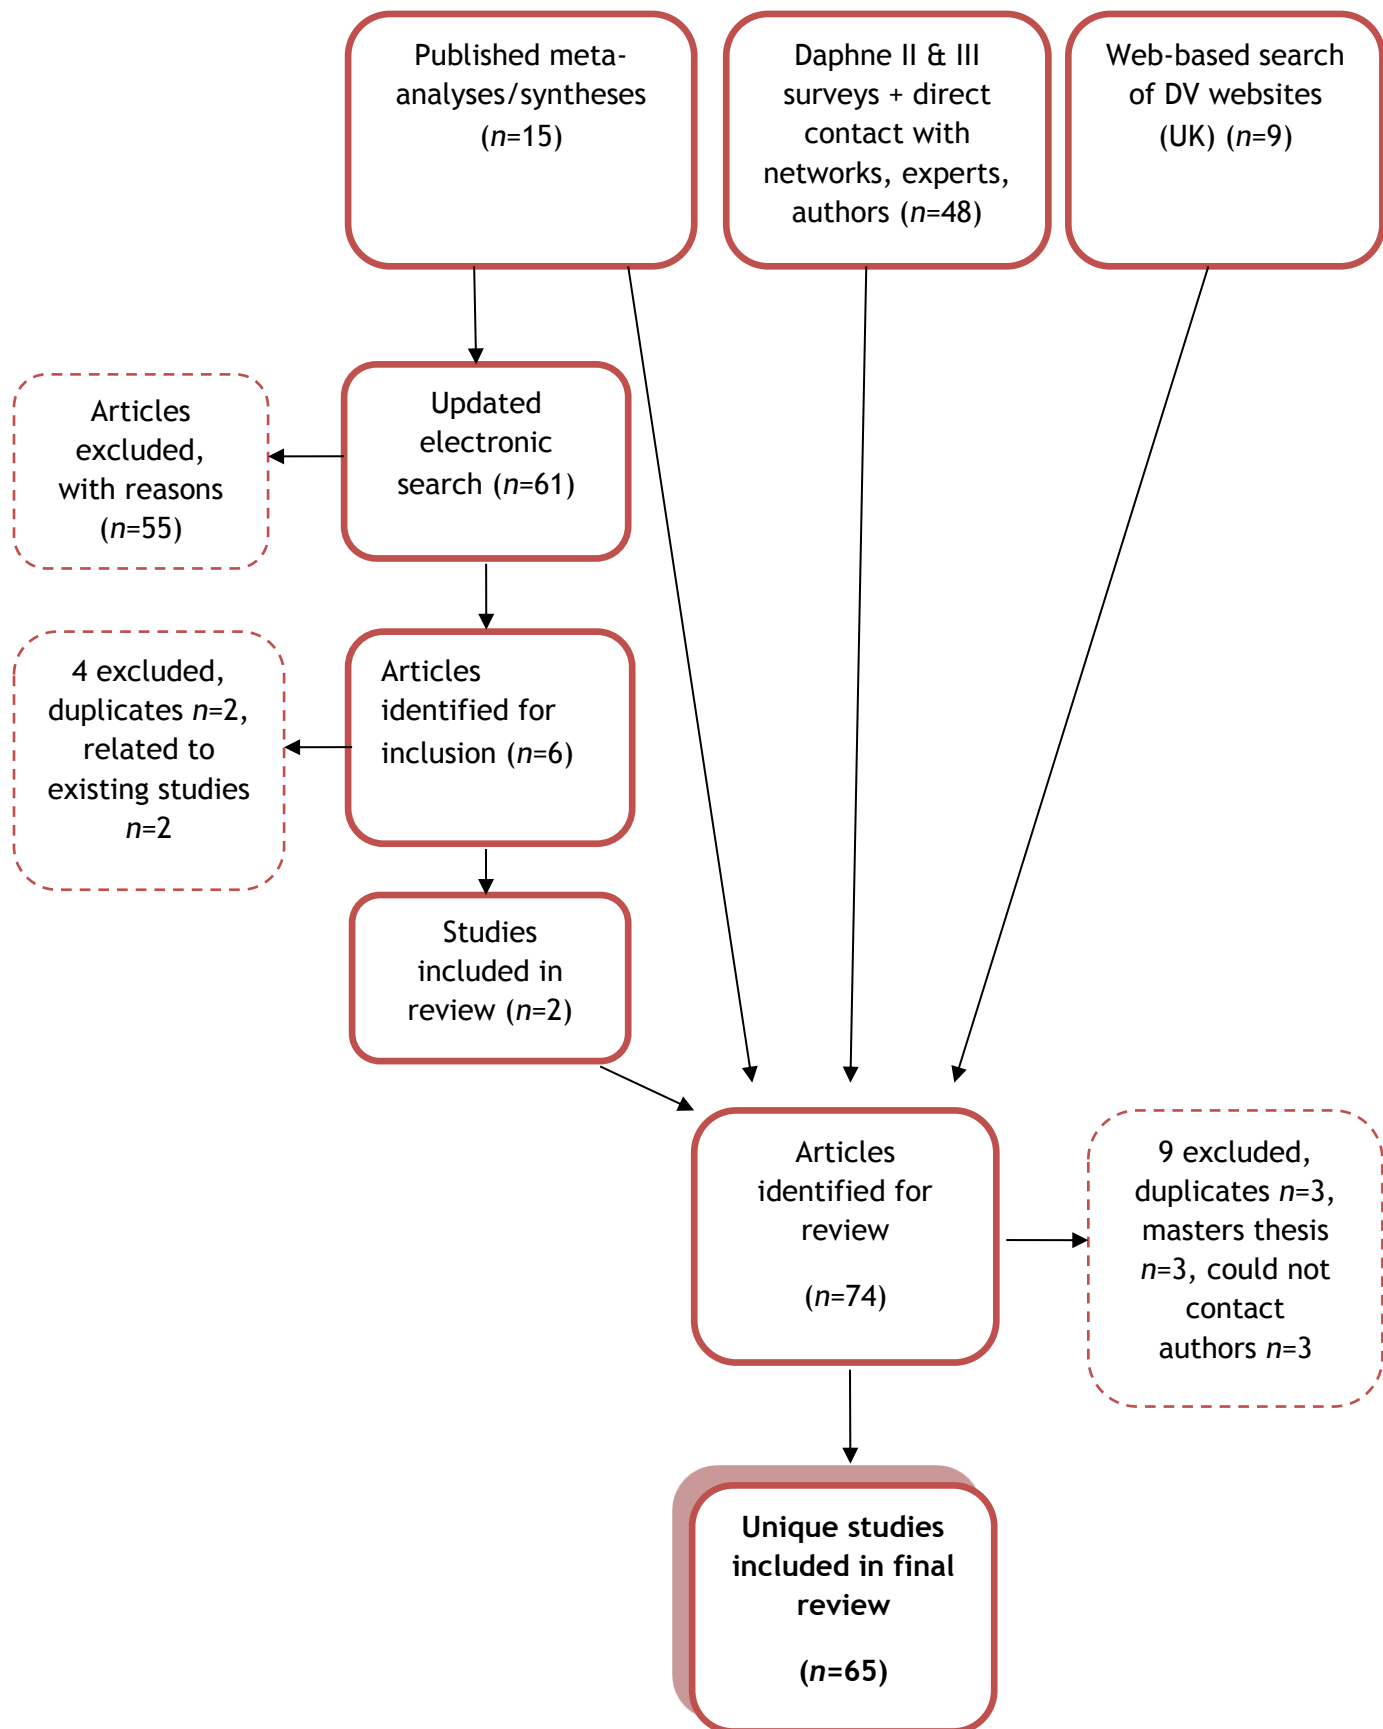 Published meta-
analyses/syntheses
(n=15)
Daphne II & III
surveys + direct
contact with
networks, experts,
authors (n=48)
Web-based search
of DV websites
(UK) (n=9)
Articles
excluded,
with reasons
(n=55)
Updated
electronic
search (n=61)
4 excluded,
duplicates n=2,
related to
existing studies
n=2
Articles
identified for
inclusion (n=6)
Studies
included in
review (n=2)
Articles
identified for
review
(n=74)
9 excluded,
duplicates n=3,
masters thesis
n=3, could not
contact
authors n=3
Unique studies
included in final
review
(n=65)